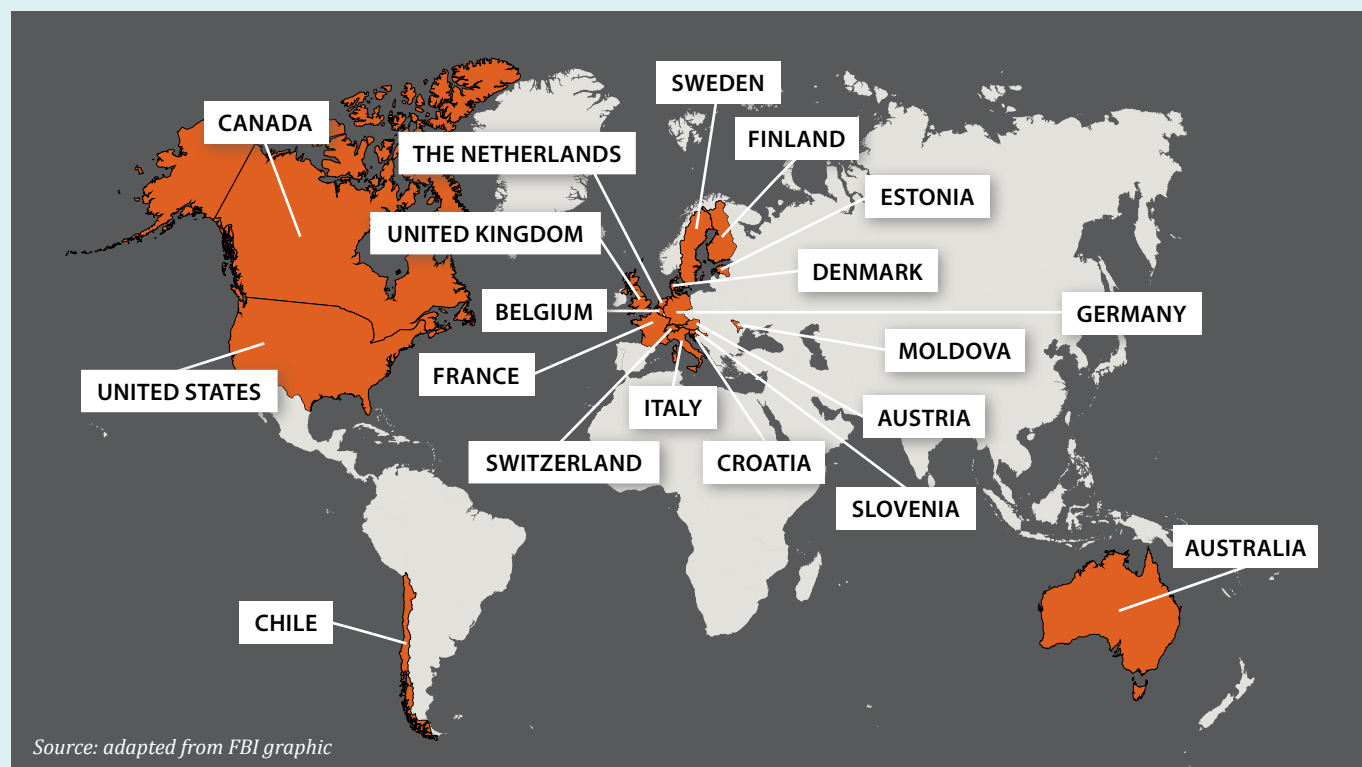 SWEDEN
CANADA
FINLAND
THE NETHERLANDS
ESTONIA
UNITED KINGDOM
DENMARK
BELGIUM
GERMANY
MOLDOVA
FRANCE
UNITED STATES
ITALY
AUSTRIA
SWITZERLAND
CROATIA
SLOVENIA
AUSTRALIA
CHILE
Source: adapted from FBI graphic